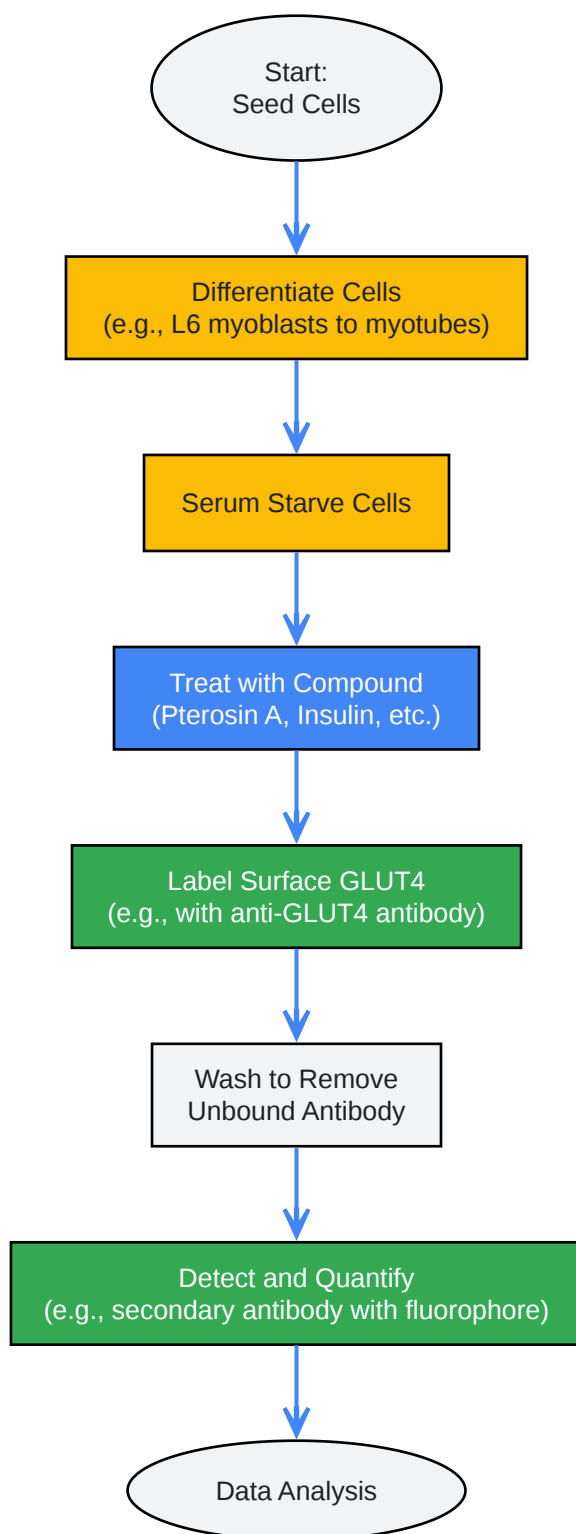 Start:
Seed Cells
Differentiate Cells
(e.g., L6 myoblasts to myotubes)
Serum Starve Cells
Treat with Compound
(Pterosin A, Insulin, etc.)
Label Surface GLUT4
(e.g., with anti-GLUT4 antibody)
Wash to Remove
Unbound Antibody
Detect and Quantify
(e.g., secondary antibody with fluorophore)
Data Analysis